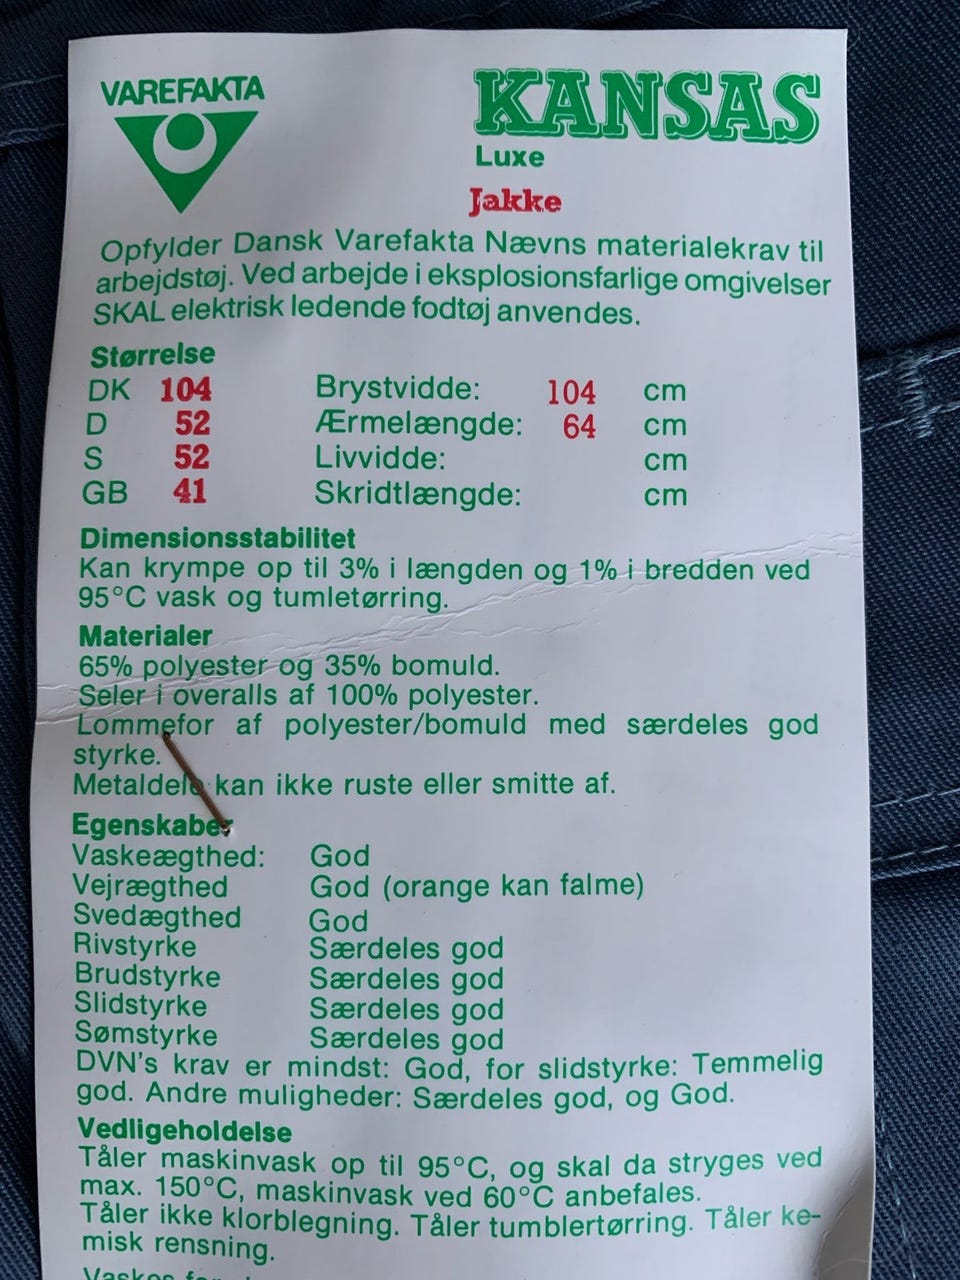 VAREFAKTA
KANSAS
Luxe
Jakke
Opfylder Dansk Varefakta Nævns materialekrav til
arbejdstøj. Ved arbejde i eksplosionsfarlige omgivelser
SKAL elektrisk ledende fodtøj anvendes.
Størrelse
DK 104 Brystvidde: 104 cm
D 52 Ærmelængde: 64 cm
S 52 Livvidde: cm
GB 41 Skridtlængde: cm
Dimensionsstabilitet
Kan krympe op til 3% i længden og 1% i bredden ved
95°C vask og tumletørring.
Materialer
65% polyester og 35% bomuld.
Seler i overalls af 100% polyester.
Lommefor af polyester/bomuld med særdeles god
styrke.
Metaldele kan ikke ruste eller smitte af.
Egenskaber
Vaskeægthed: God
Vejrægthed God (orange kan falme)
Svedægthed God
Rivstyrke Særdeles god
Brudstyrke Særdeles god
Slidstyrke Særdeles god
Sømstyrke Særdeles god
DVN's krav er mindst: God, for slidstyrke: Temmelig
god. Andre muligheder: Særdeles god, og God.
Vedligeholdelse
Tåler maskinvask op til 95°C, og skal da stryges ved
max. 150°C, maskinvask ved 60°C anbefales.
Tåler ikke klorblegning. Tåler tumblertørring. Tåler ke-
misk rensning.
Vaskes